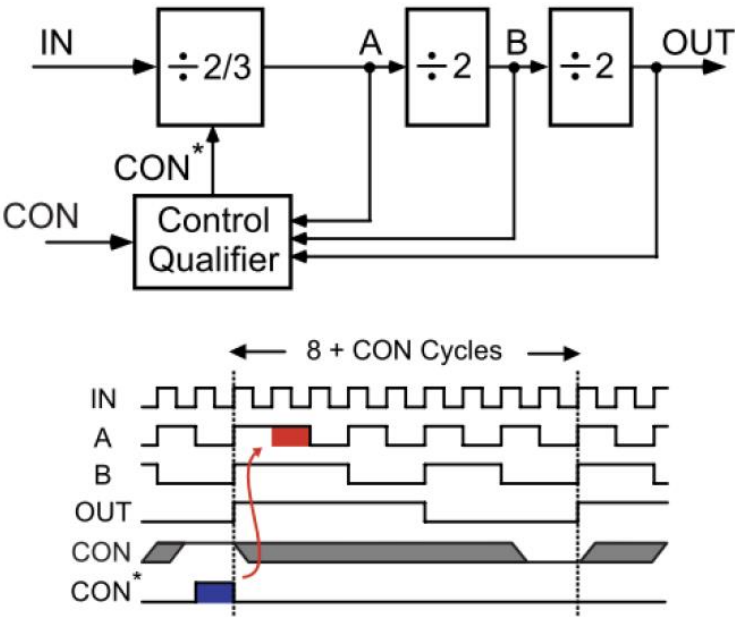 IN
÷ 2/3
A
÷ 2
B
÷ 2
OUT
CON*
CON
Control
Qualifier
8 + CON Cycles
IN
A
B
OUT
CON
CON*